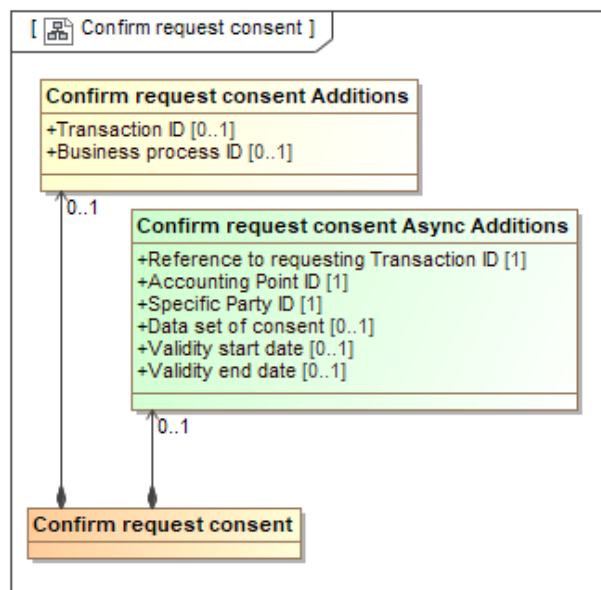 [ Confirm request consent ]
Confirm request consent Additions
+Transaction ID [0..1]
+Business process ID [0..1]
0..1
Confirm request consent Async Additions
+Reference to requesting Transaction ID [1]
+Accounting Point ID [1]
+Specific Party ID [1]
+Data set of consent [0..1]
+Validity start date [0..1]
+Validity end date [0..1]
0..1
Confirm request consent